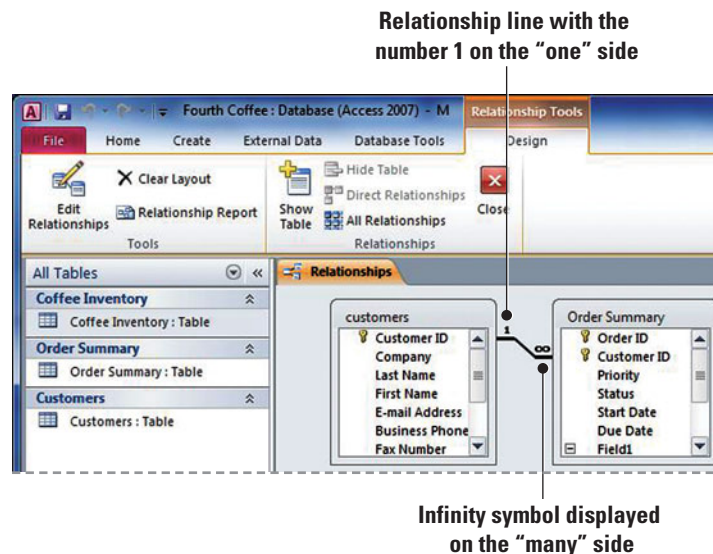 Relationship line with the
number 1 on the “one” side
Fourth Coffee : Database (Access 2007) - M
Relationship Tools
File Home Create External Data Database Tools Design
Edit Relationships
Clear Layout
Relationship Report
Tools
Show Table
Hide Table
Direct Relationships
All Relationships
Relationships
Close
All Tables
Relationships
Coffee Inventory
Coffee Inventory : Table
Order Summary
Order Summary : Table
Customers
Customers : Table
customers
Customer ID
Company
Last Name
First Name
E-mail Address
Business Phone
Fax Number
1
∞
Order Summary
Order ID
Customer ID
Priority
Status
Start Date
Due Date
Field1
Infinity symbol displayed
on the “many” side